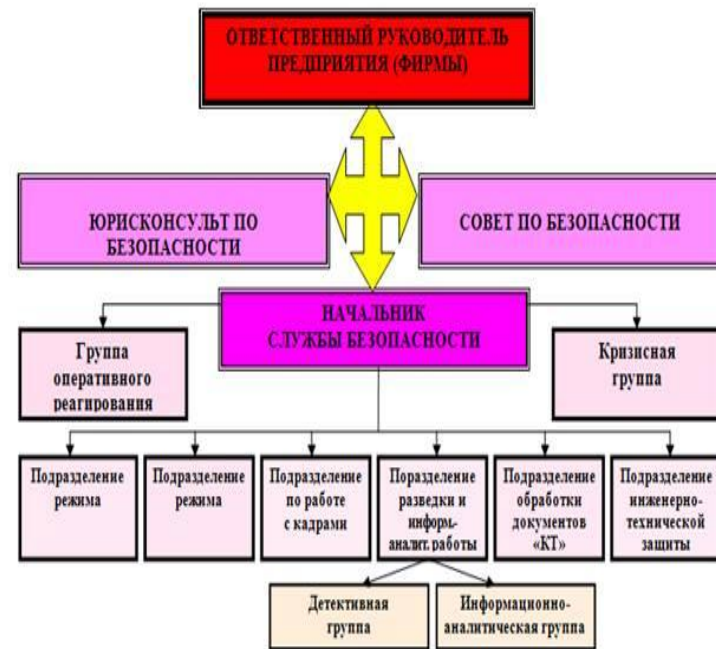 ОТВЕТСТВЕННЫЙ РУКОВОДИТЕЛЬ
ПРЕДПРИЯТИЯ (ФИРМЫ)
ЮРИСКОНСУЛЬТ ПО
БЕЗОПАСНОСТИ
СОВЕТ ПО БЕЗОПАСНОСТИ
НАЧАЛЬНИК
СЛУЖБЫ БЕЗОПАСНОСТИ
Группа
оперативного
реагирования
Кризисная
группа
Подразделение
режима
Подразделение
режима
Подразделение
по работе
с кадрами
Поразделение
разведки и
информ.-
аналит. работы
Подразделение
обработки
документов
«КТ»
Подразделение
инженерно-
технической
защиты
Детективная
группа
Информационно-
аналитическая группа